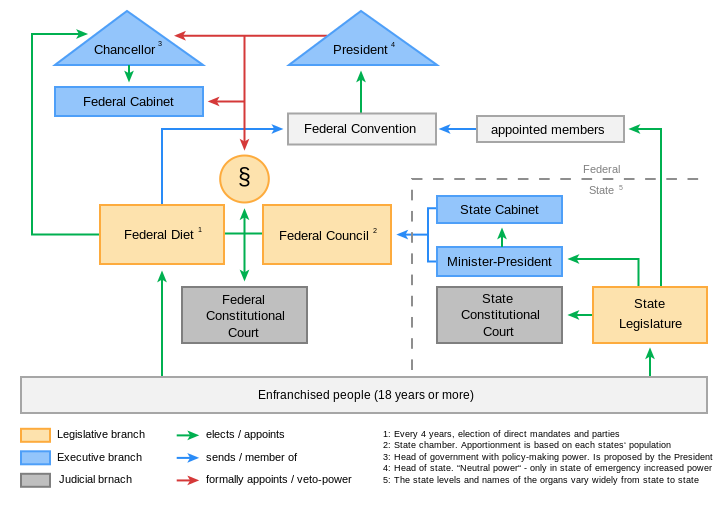 Chancellor 3
President 4
Federal Cabinet
Federal Convention
appointed members
§
Federal
State 5
State Cabinet
Federal Diet 1
Federal Council 2
Minister-President
Federal
Constitutional
Court
State
Constitutional
Court
State
Legislature
Enfranchised people (18 years or more)
Legislative branch
Executive branch
Judicial brnach
elects / appoints
sends / member of
formally appoints / veto-power
1: Every 4 years, election of direct mandates and parties
2: State chamber. Apportionment is based on each states' population
3: Head of government with policy-making power. Is proposed by the President
4: Head of state. "Neutral power" - only in state of emergency increased power
5: The state levels and names of the organs vary widely from state to state